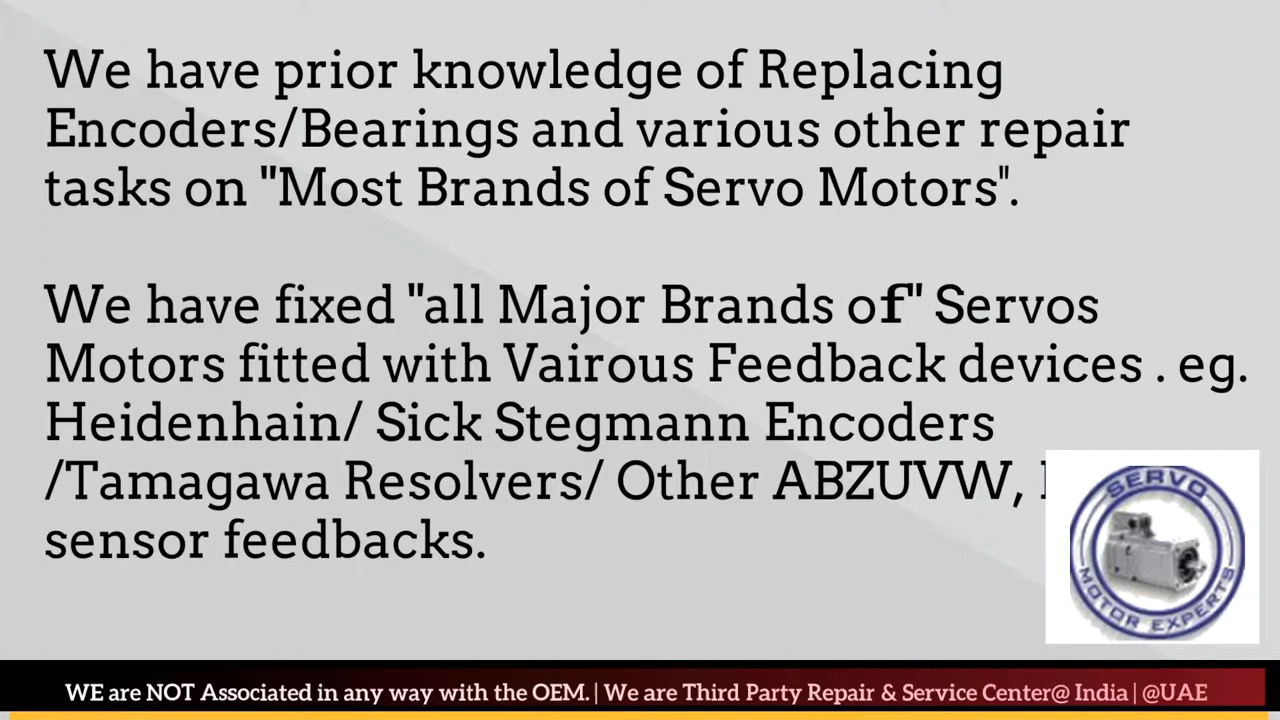 We have prior knowledge of Replacing
Encoders/Bearings and various other repair
tasks on "Most Brands of Servo Motors".
We have fixed "all Major Brands of" Servos
Motors fitted with Vairous Feedback devices . eg.
Heidenhain/ Sick Stegmann Encoders
/Tamagawa Resolvers/ Other ABZUVW,
sensor feedbacks.
SERVO
MOTOR EXPERTS
WE are NOT Associated in any way with the OEM. | We are Third Party Repair & Service Center@ India | @UAE